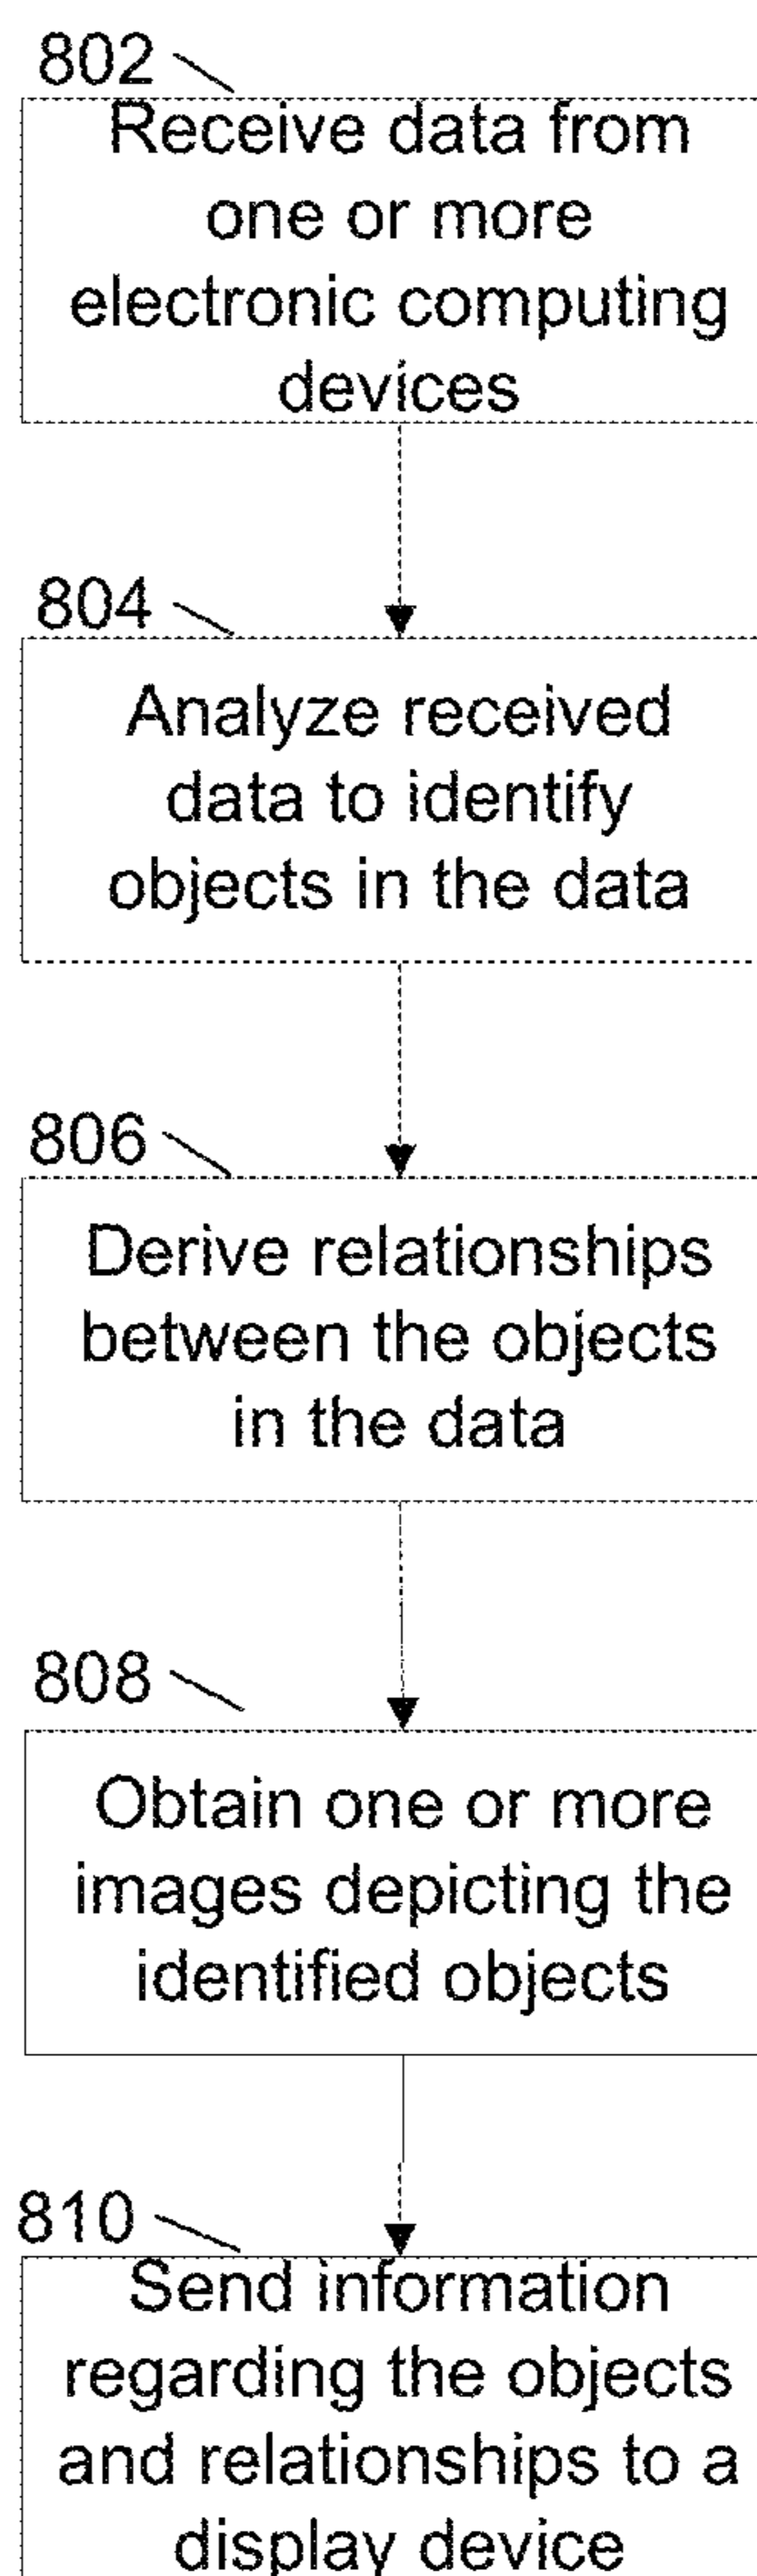 802
Receive data from
one or more
electronic computing
devices
804
Analyze received
data to identify
objects in the data
806
Derive relationships
between the objects
in the data
808
Obtain one or more
images depicting the
identified objects
810
Send information
regarding the objects
and relationships to a
display device